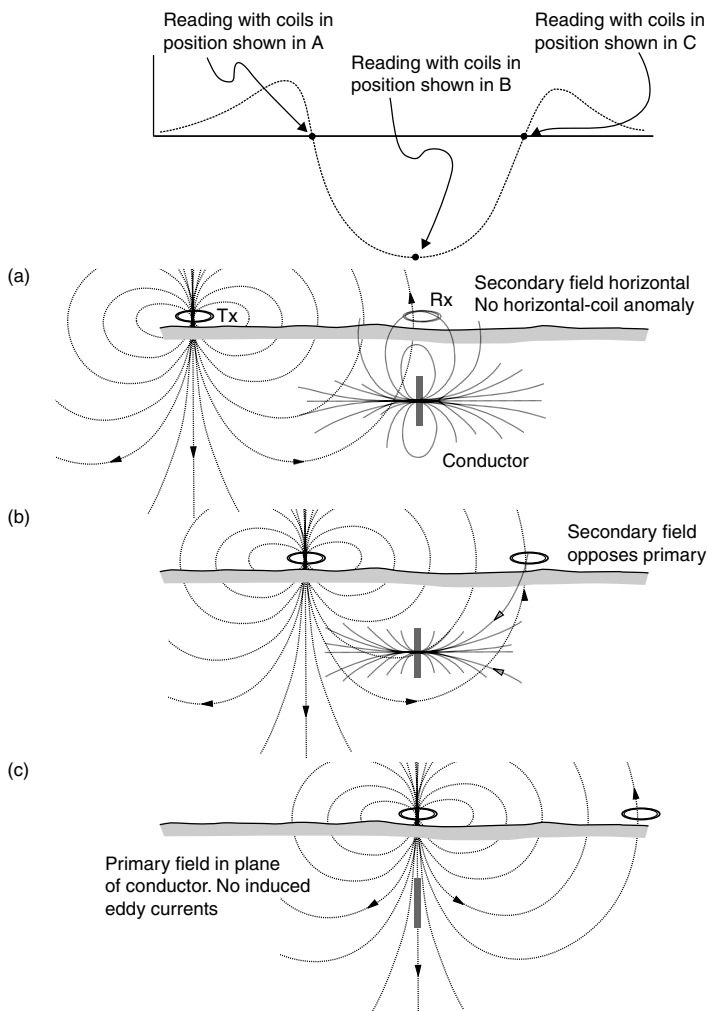 Reading with coils in
position shown in A
Reading with coils in
position shown in B
Reading with coils in
position shown in C
(a)
Tx
Rx
Secondary field horizontal
No horizontal-coil anomaly
Conductor
(b)
Secondary field
opposes primary
(c)
Primary field in plane
of conductor. No induced
eddy currents